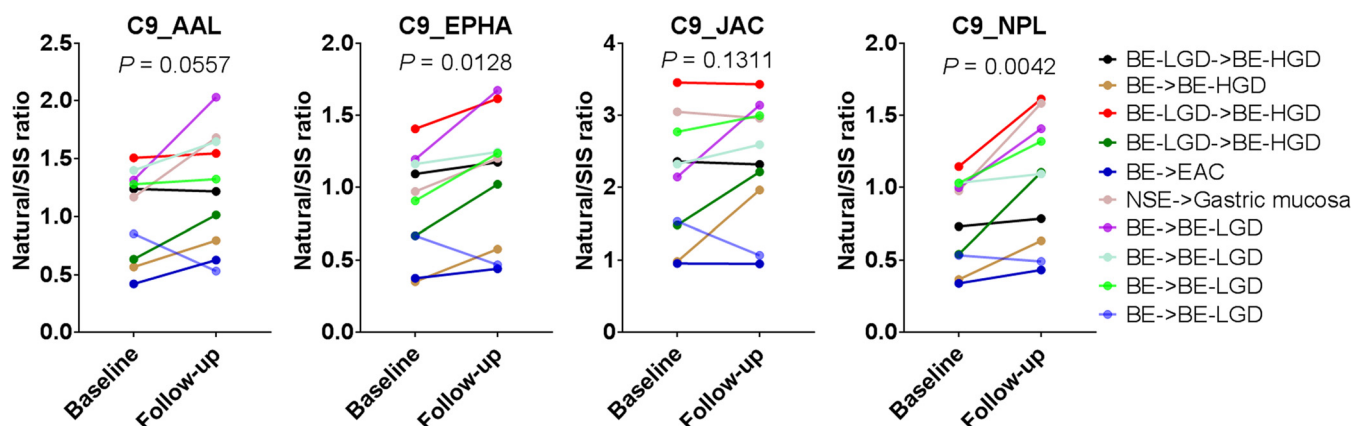 C9_AAL
C9_EPHA
C9_JAC
C9_NPL
Natural/SIS ratio
2.5
2.0
1.5
1.0
0.5
0.0
P = 0.0557
Baseline
Follow-up
Natural/SIS ratio
2.0
1.5
1.0
0.5
0.0
P = 0.0128
Baseline
Follow-up
Natural/SIS ratio
4
3
2
1
0
P = 0.1311
Baseline
Follow-up
Natural/SIS ratio
2.0
1.5
1.0
0.5
0.0
P = 0.0042
Baseline
Follow-up
BE-LGD->BE-HGD
BE->BE-HGD
BE-LGD->BE-HGD
BE-LGD->BE-HGD
BE->EAC
NSE->Gastric mucosa
BE->BE-LGD
BE->BE-LGD
BE->BE-LGD
BE->BE-LGD